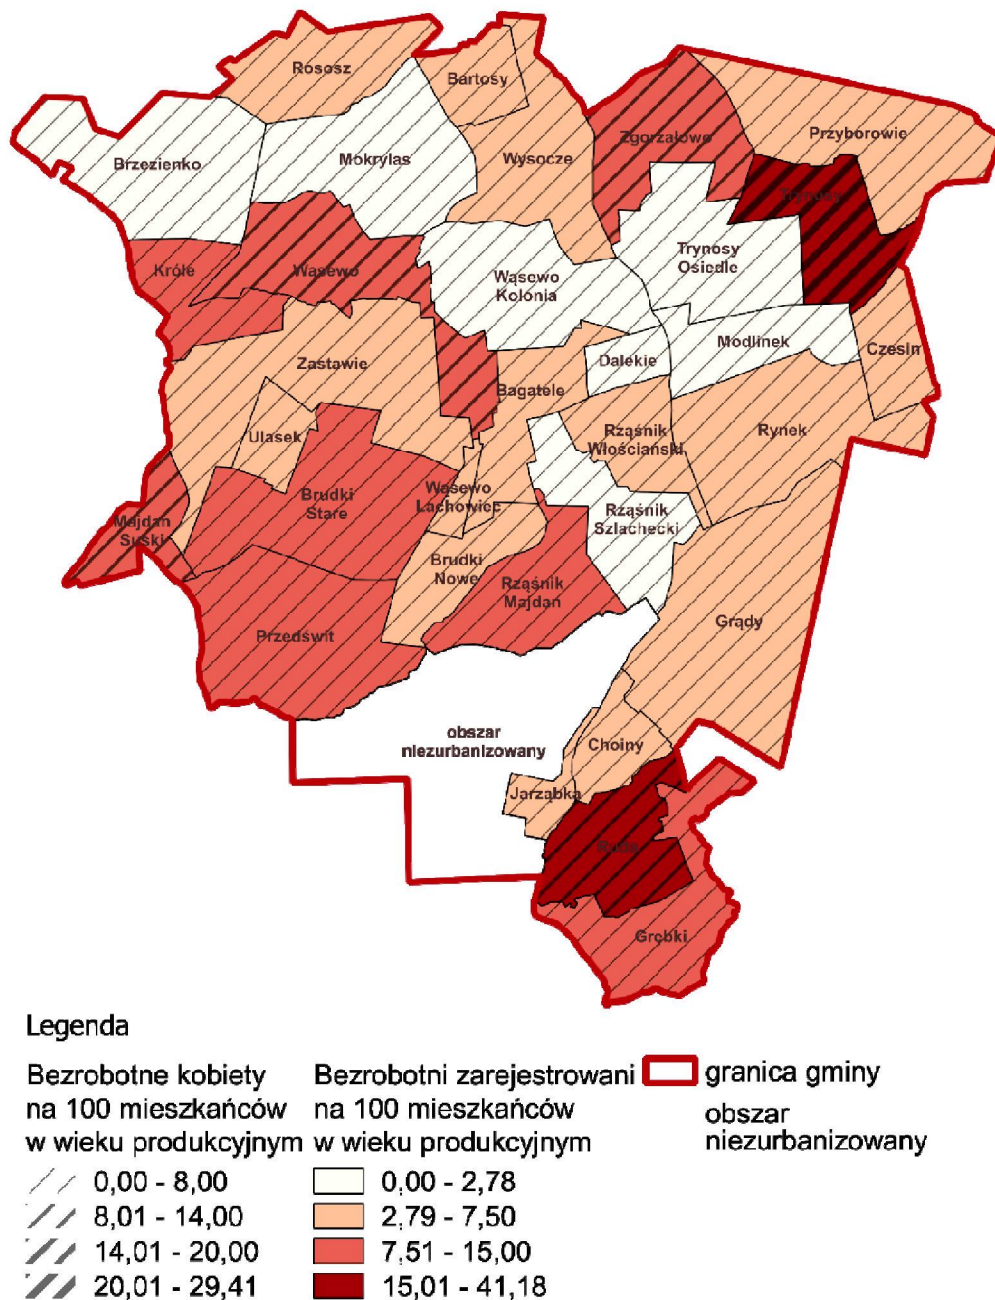 Rososz
Bartosy
Zgorzałowo
Przyborowie
Brzezienko
Mokrylas
Wysocze
Trynosy
Króle
Wąsewo
Wąsewo
Kolonia
Trynosy
Osiedle
Zastawie
Bagatele
Dalekie
Modlinek
Czesin
Ulasek
Rząśnik
Włościański
Rynek
Brudki
Stare
Wąsewo
Lachowiec
Majdan
Suski
Rząśnik
Szlachecki
Brudki
Nowe
Rząśnik
Majdan
Przedświt
Grądy
obszar
niezurbanizowany
Choiny
Jarząbka
Ruda
Grębki
Legenda
Bezrobotne kobiety
na 100 mieszkańców
w wieku produkcyjnym
0,00 - 8,00
8,01 - 14,00
14,01 - 20,00
20,01 - 29,41
Bezrobotni zarejestrowani
na 100 mieszkańców
w wieku produkcyjnym
0,00 - 2,78
2,79 - 7,50
7,51 - 15,00
15,01 - 41,18
granica gminy
obszar
niezurbanizowany